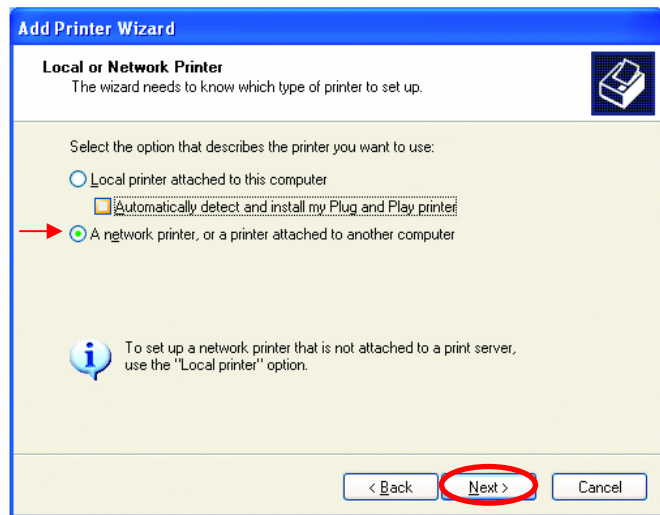 Add Printer Wizard
Local or Network Printer
The wizard needs to know which type of printer to set up.
Select the option that describes the printer you want to use:
Local printer attached to this computer
Automatically detect and install my Plug and Play printer
A network printer, or a printer attached to another computer
To set up a network printer that is not attached to a print server,
use the "Local printer" option.
< Back Next > Cancel